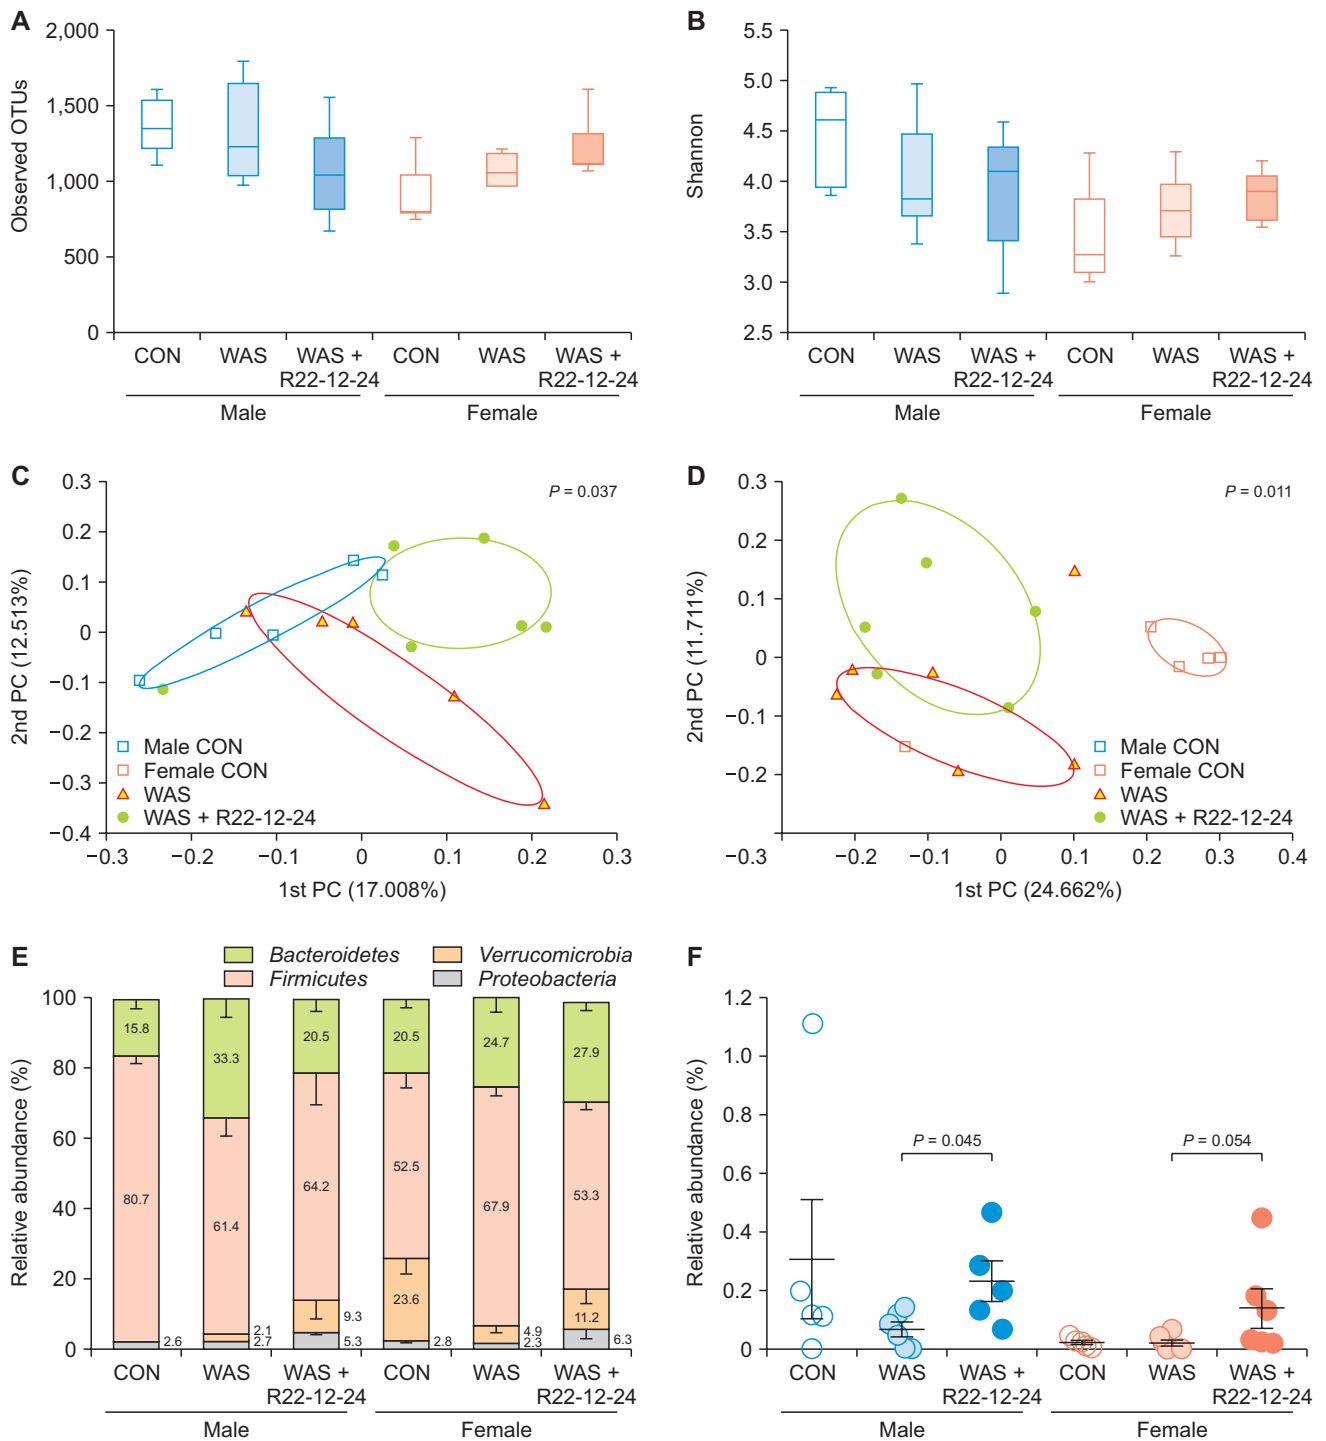 A
2,000
1,500
1,000
500
0
Observed OTUs
CON
WAS
WAS +
R22-12-24
CON
WAS
WAS +
R22-12-24
Male
Female
B
5.5
5.0
4.5
4.0
3.5
3.0
2.5
Shannon
CON
WAS
WAS +
R22-12-24
CON
WAS
WAS +
R22-12-24
Male
Female
C
0.3
0.2
0.1
0
−0.1
−0.2
−0.3
−0.4
2nd PC (12.513%)
P = 0.037
Male CON
Female CON
WAS
WAS + R22-12-24
−0.3
−0.2
−0.1
0
0.1
0.2
0.3
1st PC (17.008%)
D
0.3
0.2
0.1
0
−0.1
−0.2
2nd PC (11.711%)
P = 0.011
Male CON
Female CON
WAS
WAS + R22-12-24
−0.3
−0.2
−0.1
0
0.1
0.2
0.3
0.4
1st PC (24.662%)
E
Bacteroidetes
Verrucomicrobia
Firmicutes
Proteobacteria
100
80
60
40
20
0
Relative abundance (%)
15.8
80.7
2.6
33.3
61.4
2.1
2.7
20.5
64.2
9.3
5.3
20.5
52.5
23.6
2.8
24.7
67.9
4.9
2.3
27.9
53.3
11.2
6.3
CON
WAS
WAS +
R22-12-24
CON
WAS
WAS +
R22-12-24
Male
Female
F
1.2
1.0
0.8
0.6
0.4
0.2
0
Relative abundance (%)
P = 0.045
P = 0.054
CON
WAS
WAS +
R22-12-24
CON
WAS
WAS +
R22-12-24
Male
Female